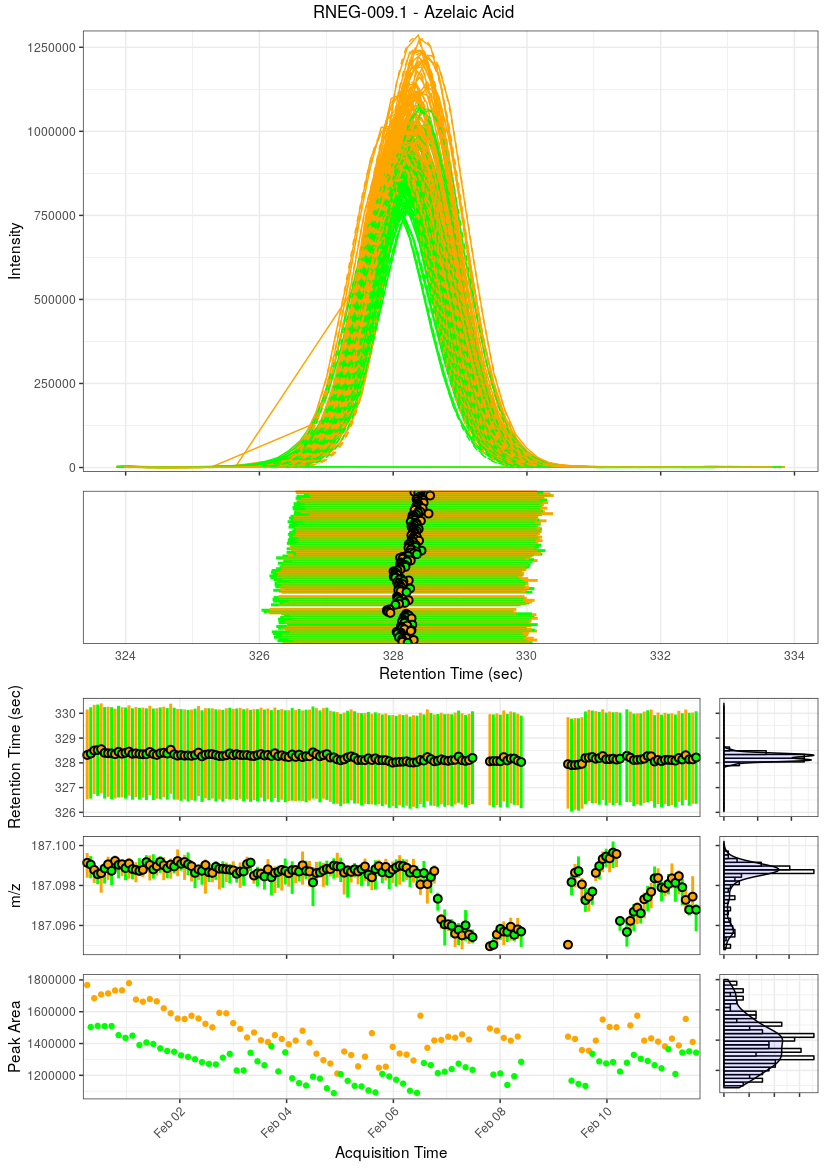 RNEG-009.1 - Azelaic Acid
1250000
1000000
750000
500000
250000
0
Intensity
324 326 328 330 332 334
Retention Time (sec)
330
329
328
327
326
Retention Time (sec)
187.100
187.098
187.096
m/z
1800000
1600000
1400000
1200000
Peak Area
Feb 02 Feb 04 Feb 06 Feb 08 Feb 10
Acquisition Time